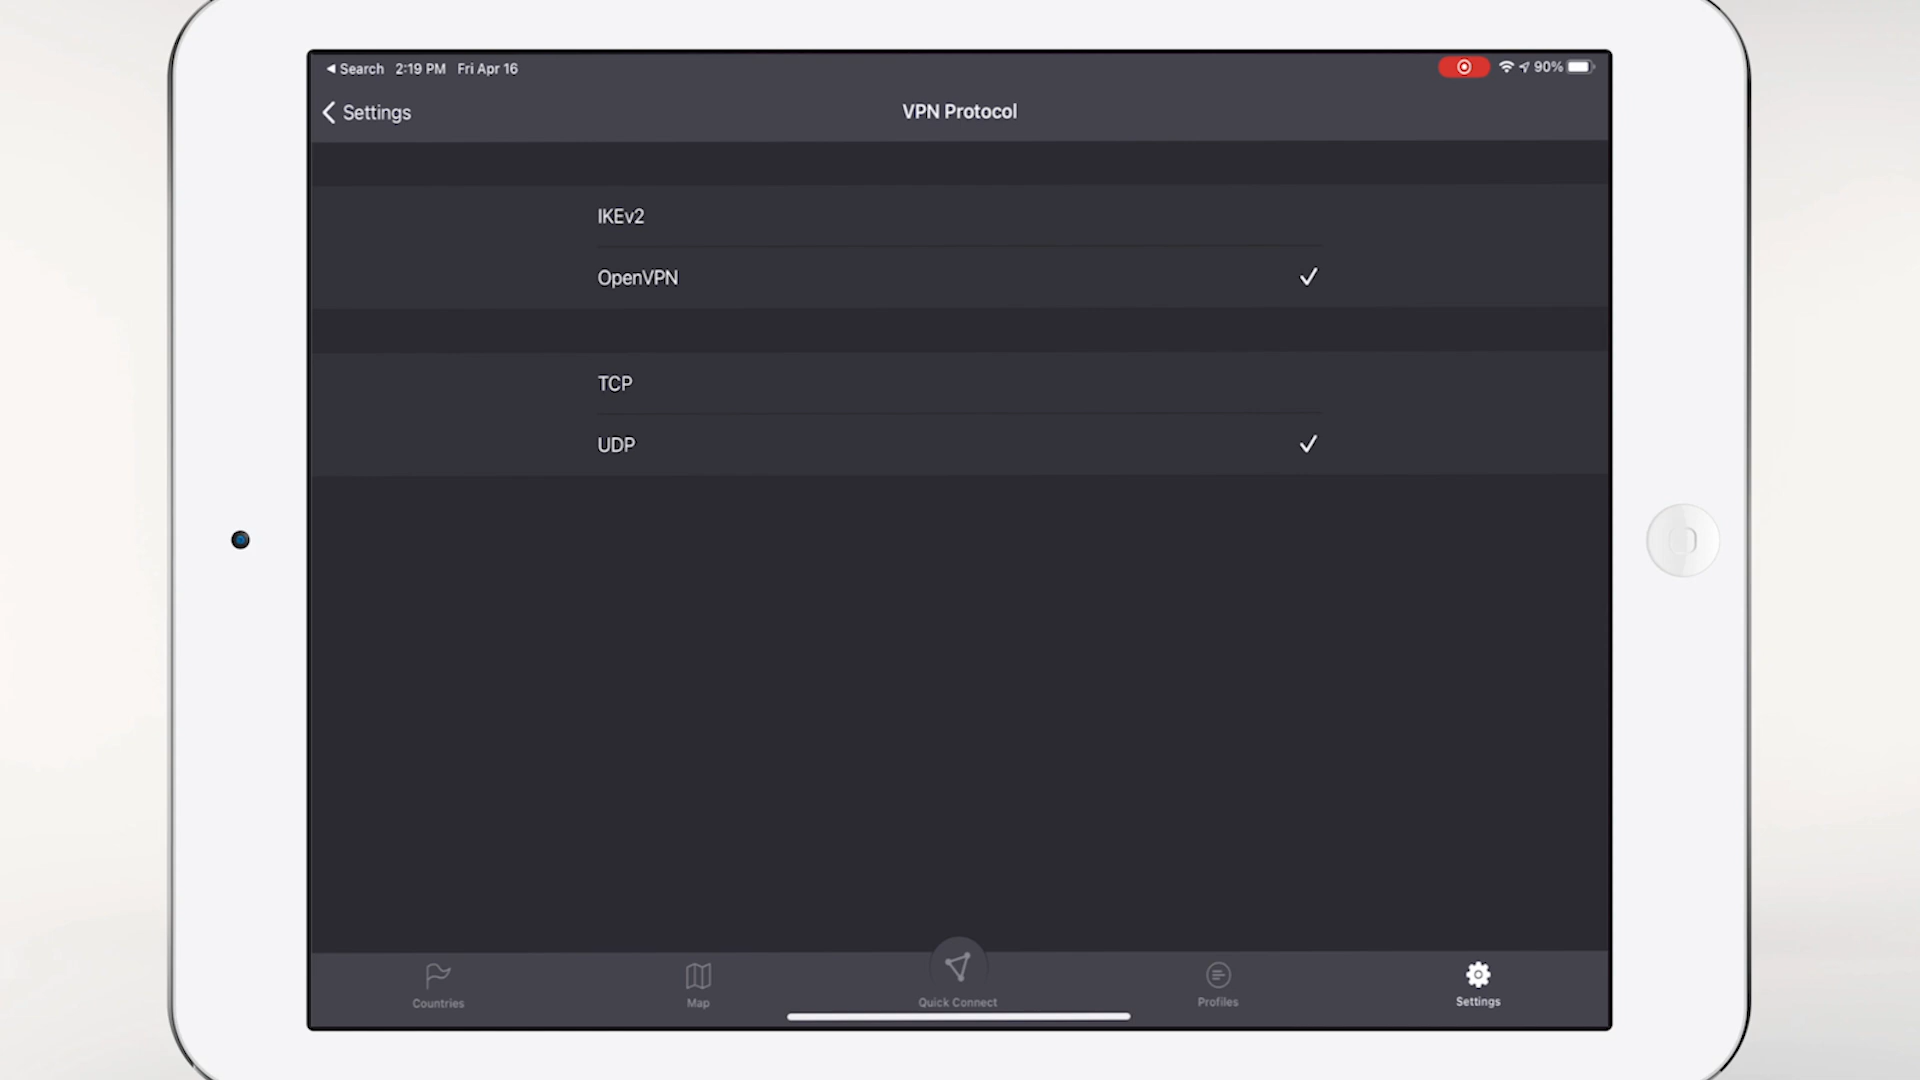 ◀ Search 2:19 PM Fri Apr 16 90%
Settings
VPN Protocol
IKEv2
OpenVPN
TCP
UDP
Countries
Map
Quick Connect
Profiles
Settings